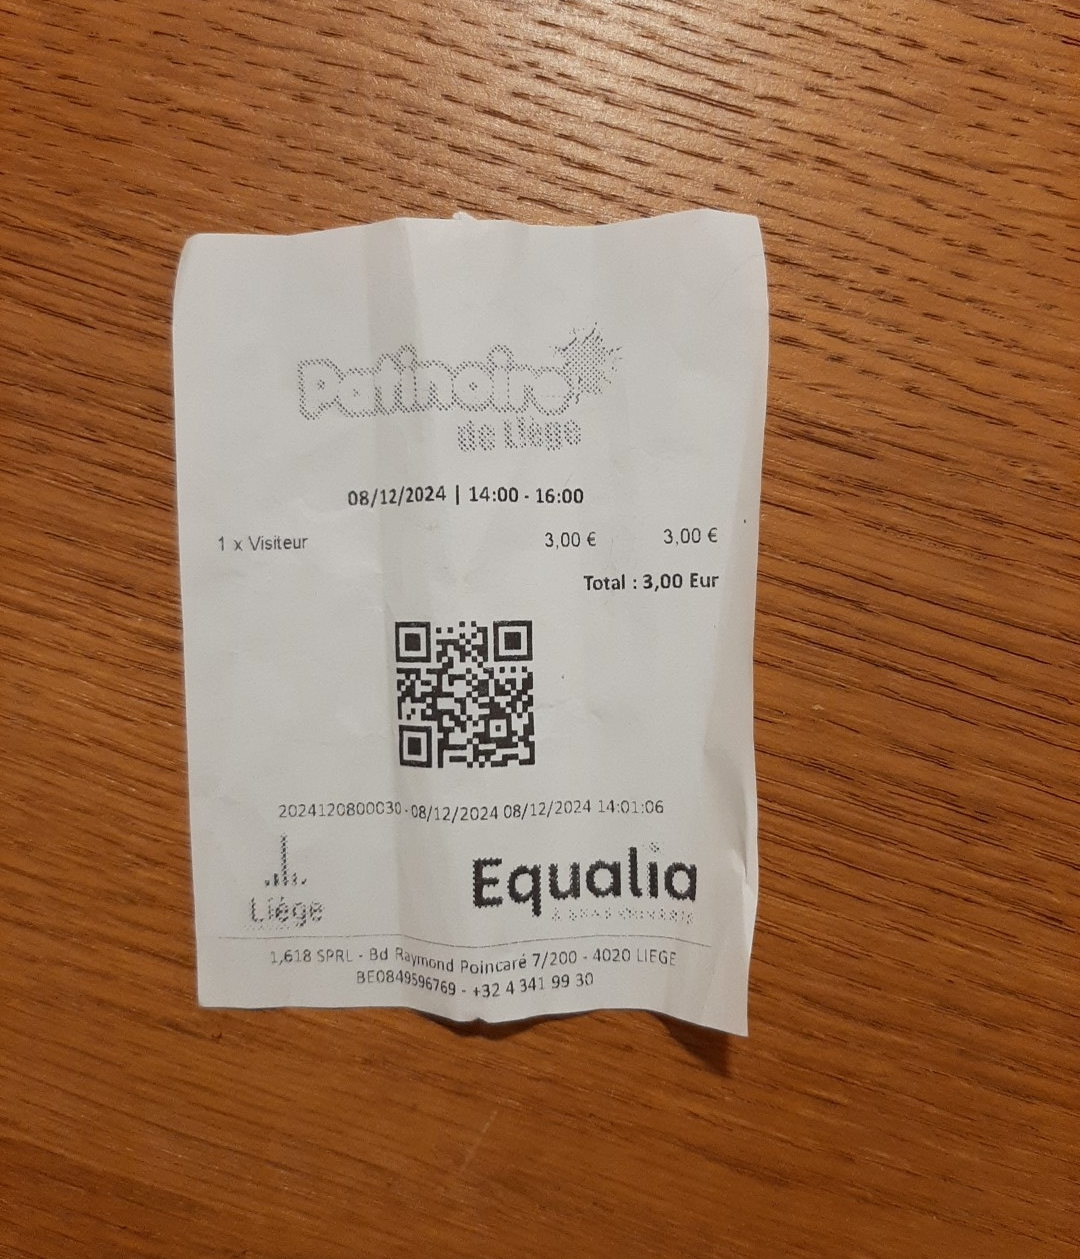 Patinoire
de Liège
08/12/2024 | 14:00 - 16:00
1 x Visiteur 3,00 € 3,00 €
Total : 3,00 Eur
2024120800030-08/12/2024 08/12/2024 14:01:06
Liège
Equalia
1,618 SPRL - Bd Raymond Poincaré 7/200 - 4020 LIEGE
BE0849596769 - +32 4 341 99 30